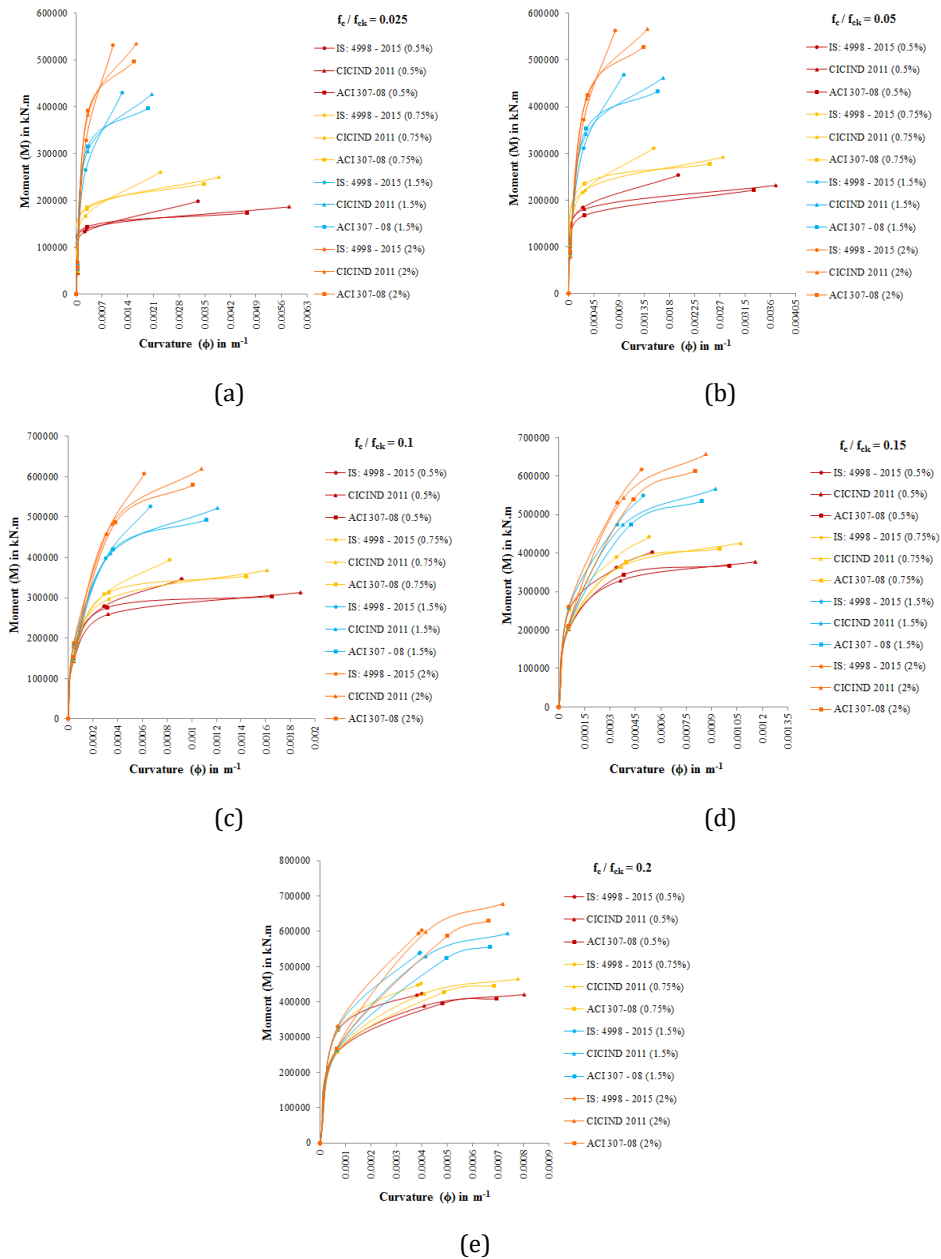 f_c / f_ck = 0.025
IS: 4998 - 2015 (0.5%)
CICIND 2011 (0.5%)
ACI 307-08 (0.5%)
IS: 4998 - 2015 (0.75%)
CICIND 2011 (0.75%)
ACI 307-08 (0.75%)
IS: 4998 - 2015 (1.5%)
CICIND 2011 (1.5%)
ACI 307 - 08 (1.5%)
IS: 4998 - 2015 (2%)
CICIND 2011 (2%)
ACI 307-08 (2%)
Moment (M) in kN.m
600000
500000
400000
300000
200000
100000
0
0
0.0007
0.0014
0.0021
0.0028
0.0035
0.0042
0.0049
0.0056
0.0063
Curvature (ϕ) in m⁻¹
(a)
f_c / f_ck = 0.05
IS: 4998 - 2015 (0.5%)
CICIND 2011 (0.5%)
ACI 307-08 (0.5%)
IS: 4998 - 2015 (0.75%)
CICIND 2011 (0.75%)
ACI 307-08 (0.75%)
IS: 4998 - 2015 (1.5%)
CICIND 2011 (1.5%)
ACI 307 - 08 (1.5%)
IS: 4998 - 2015 (2%)
CICIND 2011 (2%)
ACI 307-08 (2%)
Moment (M) in kN.m
600000
500000
400000
300000
200000
100000
0
0
0.00045
0.0009
0.00135
0.0018
0.00225
0.0027
0.00315
0.0036
0.00405
Curvature (ϕ) in m⁻¹
(b)
f_c / f_ck = 0.1
IS: 4998 - 2015 (0.5%)
CICIND 2011 (0.5%)
ACI 307-08 (0.5%)
IS: 4998 - 2015 (0.75%)
CICIND 2011 (0.75%)
ACI 307-08 (0.75%)
IS: 4998 - 2015 (1.5%)
CICIND 2011 (1.5%)
ACI 307 - 08 (1.5%)
IS: 4998 - 2015 (2%)
CICIND 2011 (2%)
ACI 307-08 (2%)
Moment (M) in kN.m
700000
600000
500000
400000
300000
200000
100000
0
0
0.0002
0.0004
0.0006
0.0008
0.001
0.0012
0.0014
0.0016
0.0018
0.002
Curvature (ϕ) in m⁻¹
(c)
f_c / f_ck = 0.15
IS: 4998 - 2015 (0.5%)
CICIND 2011 (0.5%)
ACI 307-08 (0.5%)
IS: 4998 - 2015 (0.75%)
CICIND 2011 (0.75%)
ACI 307-08 (0.75%)
IS: 4998 - 2015 (1.5%)
CICIND 2011 (1.5%)
ACI 307 - 08 (1.5%)
IS: 4998 - 2015 (2%)
CICIND 2011 (2%)
ACI 307-08 (2%)
Moment (M) in kN.m
700000
600000
500000
400000
300000
200000
100000
0
0
0.00015
0.0003
0.00045
0.0006
0.00075
0.0009
0.00105
0.0012
0.00135
Curvature (ϕ) in m⁻¹
(d)
f_c / f_ck = 0.2
IS: 4998 - 2015 (0.5%)
CICIND 2011 (0.5%)
ACI 307-08 (0.5%)
IS: 4998 - 2015 (0.75%)
CICIND 2011 (0.75%)
ACI 307-08 (0.75%)
IS: 4998 - 2015 (1.5%)
CICIND 2011 (1.5%)
ACI 307 - 08 (1.5%)
IS: 4998 - 2015 (2%)
CICIND 2011 (2%)
ACI 307-08 (2%)
Moment (M) in kN.m
800000
700000
600000
500000
400000
300000
200000
100000
0
0
0.0001
0.0002
0.0003
0.0004
0.0005
0.0006
0.0007
0.0008
0.0009
Curvature (ϕ) in m⁻¹
(e)